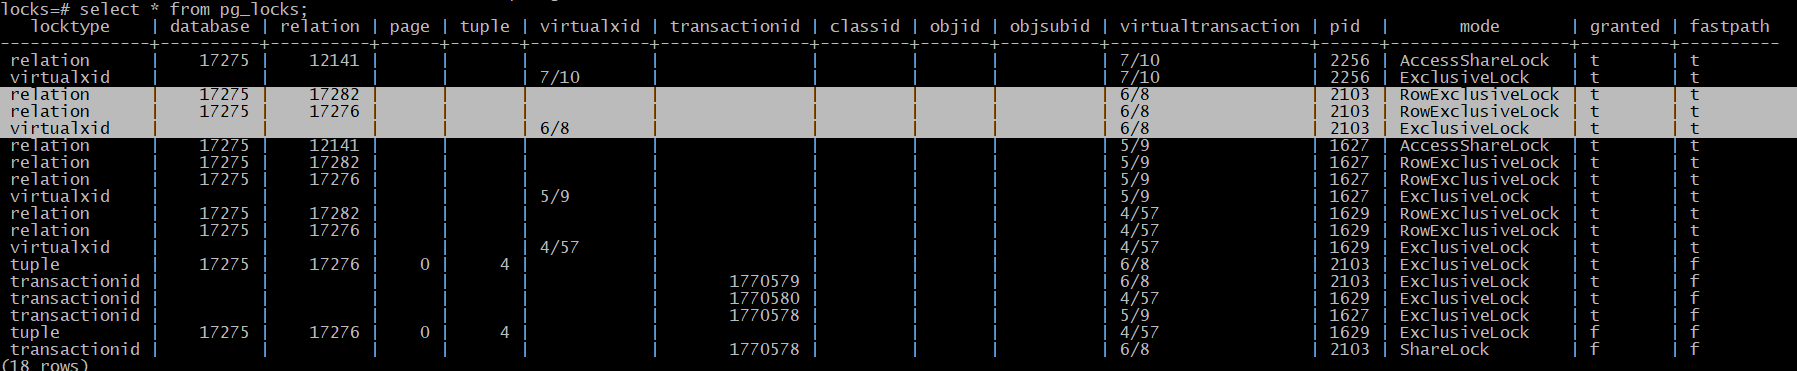 locks=# select * from pg_locks;
locktype | database | relation | page | tuple | virtualxid | transactionid | classid | objid | objsubid | virtualtransaction | pid | mode | granted | fastpath
---------------+----------+----------+------+-------+------------+---------------+---------+-------+----------+--------------------+------+------------------+---------+----------
relation | 17275 | 12141 | | | | | | | | 7/10 | 2256 | AccessShareLock | t | t
virtualxid | | | | | 7/10 | | | | | 7/10 | 2256 | ExclusiveLock | t | t
relation | 17275 | 17282 | | | | | | | | 6/8 | 2103 | RowExclusiveLock | t | t
relation | 17275 | 17276 | | | | | | | | 6/8 | 2103 | RowExclusiveLock | t | t
virtualxid | | | | | 6/8 | | | | | 6/8 | 2103 | ExclusiveLock | t | t
relation | 17275 | 12141 | | | | | | | | 5/9 | 1627 | AccessShareLock | t | t
relation | 17275 | 17282 | | | | | | | | 5/9 | 1627 | RowExclusiveLock | t | t
relation | 17275 | 17276 | | | | | | | | 5/9 | 1627 | RowExclusiveLock | t | t
virtualxid | | | | | 5/9 | | | | | 5/9 | 1627 | ExclusiveLock | t | t
relation | 17275 | 17282 | | | | | | | | 4/57 | 1629 | RowExclusiveLock | t | t
relation | 17275 | 17276 | | | | | | | | 4/57 | 1629 | RowExclusiveLock | t | t
virtualxid | | | | | 4/57 | | | | | 4/57 | 1629 | ExclusiveLock | t | t
tuple | 17275 | 17276 | 0 | 4 | | | | | | 6/8 | 2103 | ExclusiveLock | t | f
transactionid | | | | | | 1770579 | | | | 6/8 | 2103 | ExclusiveLock | t | f
transactionid | | | | | | 1770580 | | | | 4/57 | 1629 | ExclusiveLock | t | f
transactionid | | | | | | 1770578 | | | | 5/9 | 1627 | ExclusiveLock | t | f
tuple | 17275 | 17276 | 0 | 4 | | | | | | 4/57 | 1629 | ExclusiveLock | f | f
transactionid | | | | | | 1770578 | | | | 6/8 | 2103 | ShareLock | f | f
(18 rows)